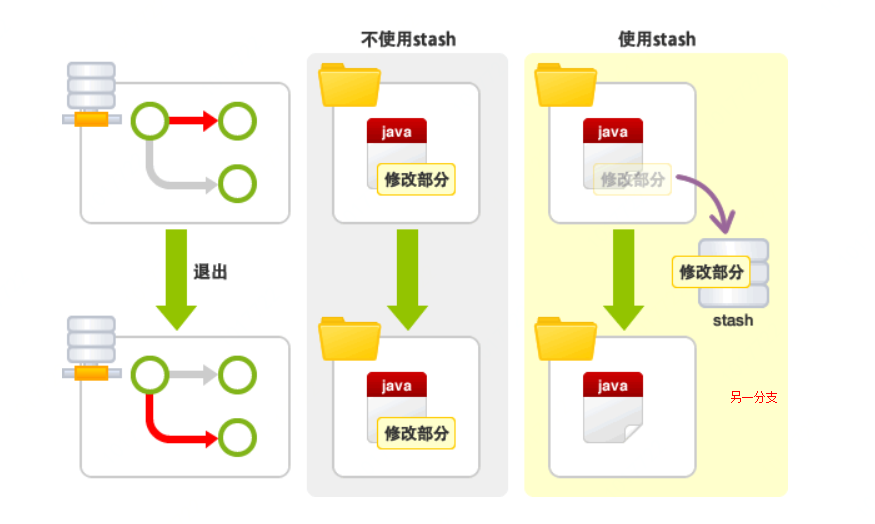 不使用stash
使用stash
java
修改部分
java
修改部分
修改部分
stash
退出
java
修改部分
java
另一分支